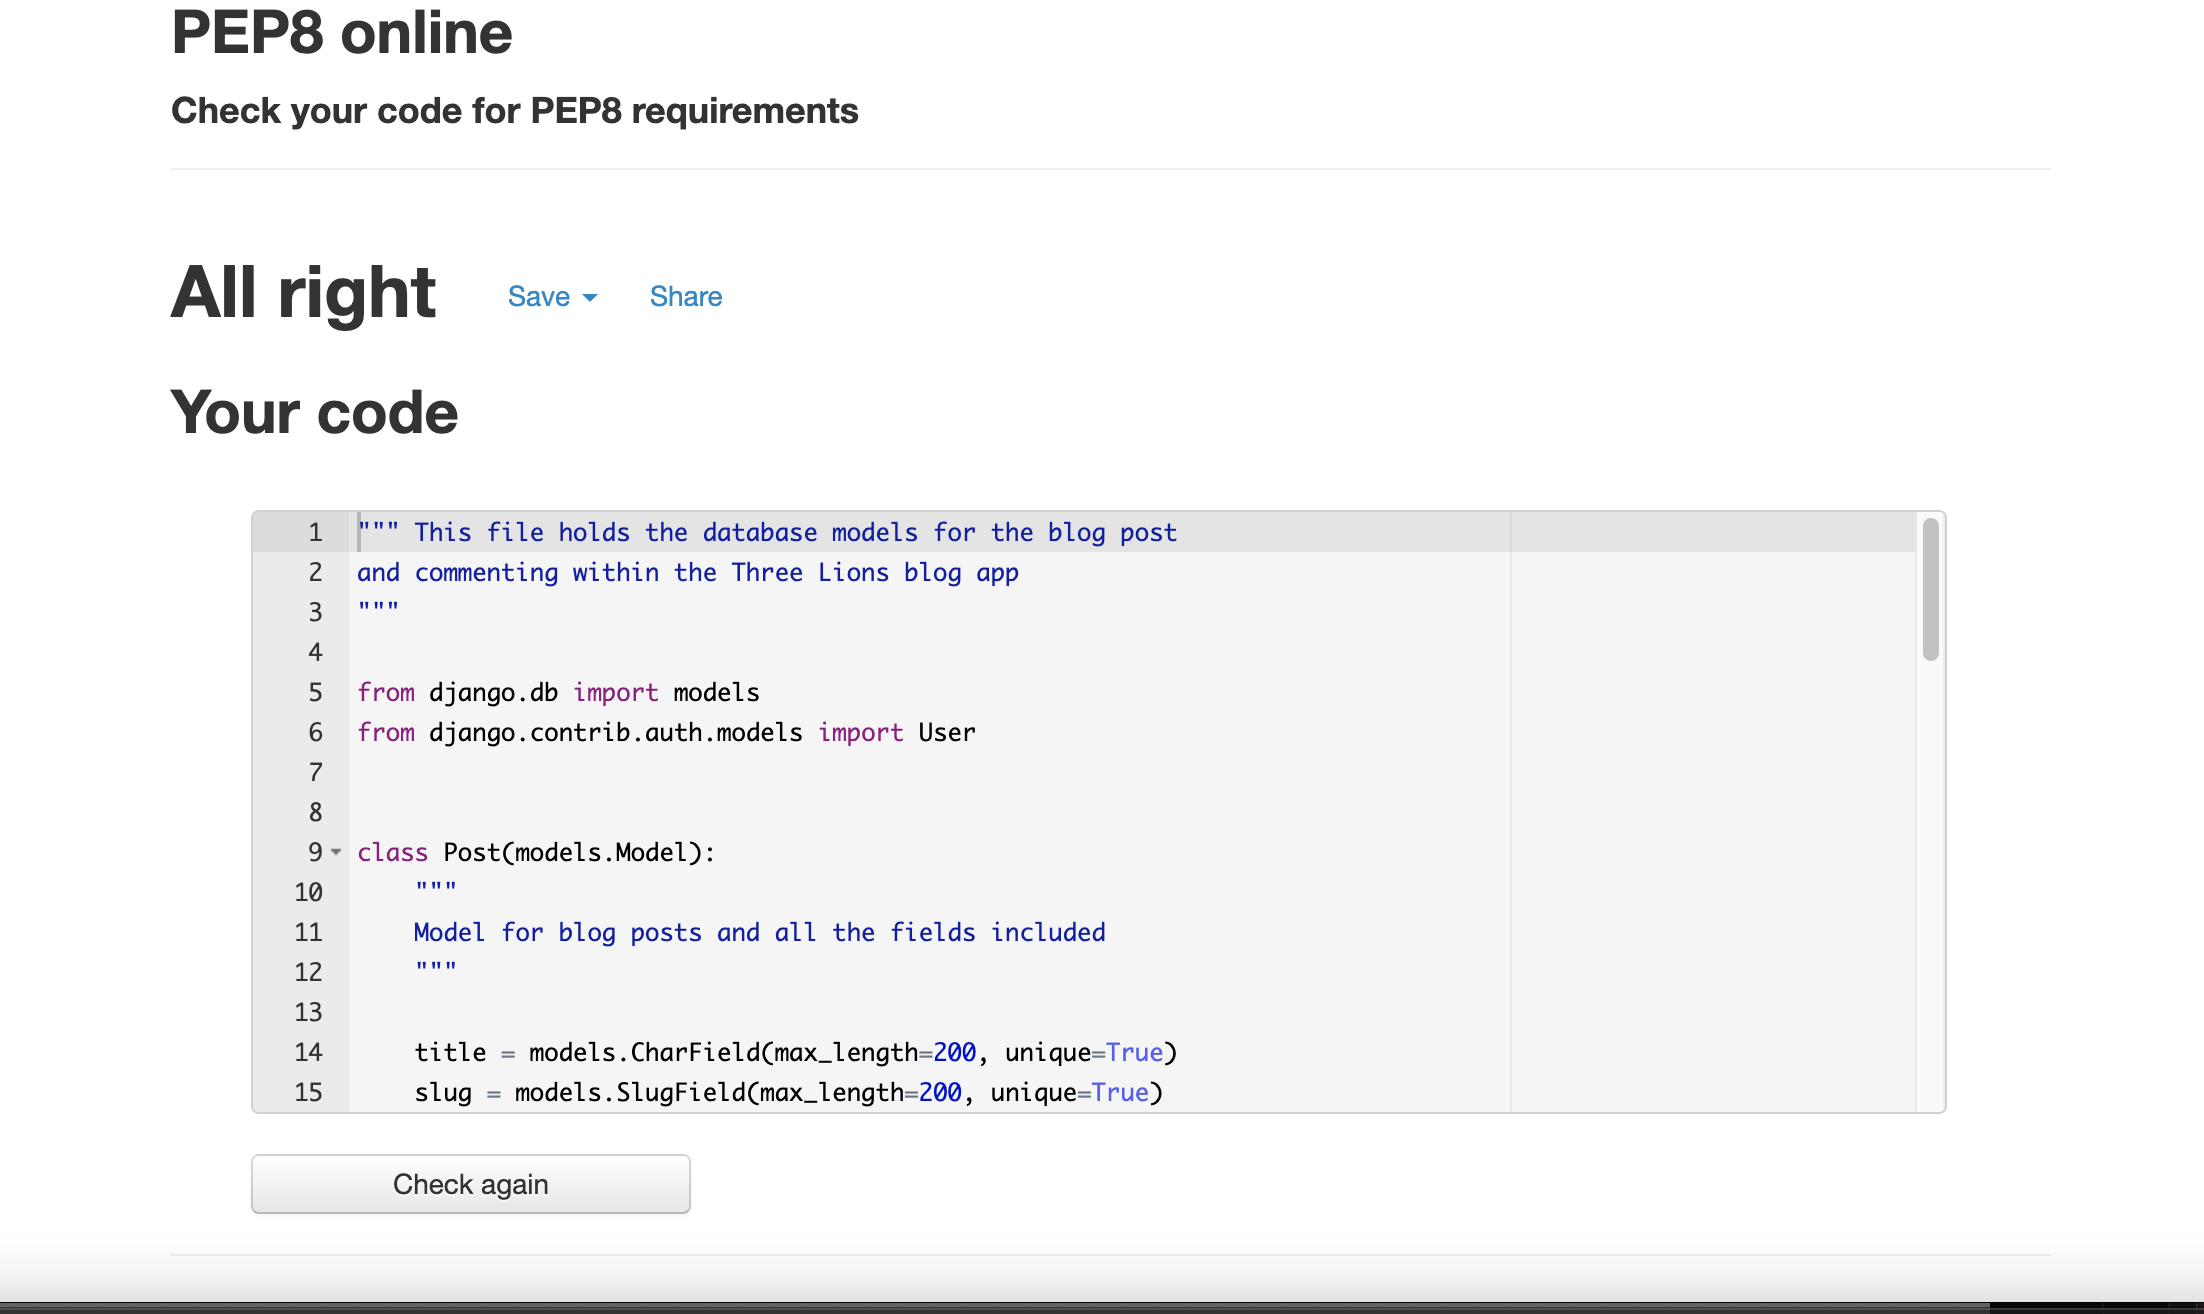 PEP8 online
Check your code for PEP8 requirements
All right Save Share
Your code
1 """ This file holds the database models for the blog post
2 and commenting within the Three Lions blog app
3 """
4
5 from django.db import models
6 from django.contrib.auth.models import User
7
8
9 class Post(models.Model):
10     """
11     Model for blog posts and all the fields included
12     """
13
14     title = models.CharField(max_length=200, unique=True)
15     slug = models.SlugField(max_length=200, unique=True)
Check again